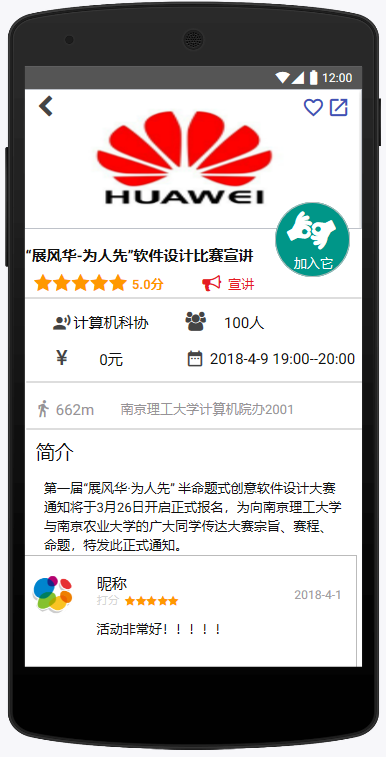 12:00
HUAWEI
加入它
“展风华-为人先”软件设计比赛宣讲
5.0分 宣讲
计算机科协 100人
¥ 0元 2018-4-9 19:00--20:00
662m 南京理工大学计算机院办2001
简介
第一届“展风华·为人先” 半命题式创意软件设计大赛
通知将于3月26日开启正式报名，为向南京理工大学
与南京农业大学的广大同学传达大赛宗旨、赛程、
命题，特发此正式通知。
昵称
打分 2018-4-1
活动非常好！！！！！